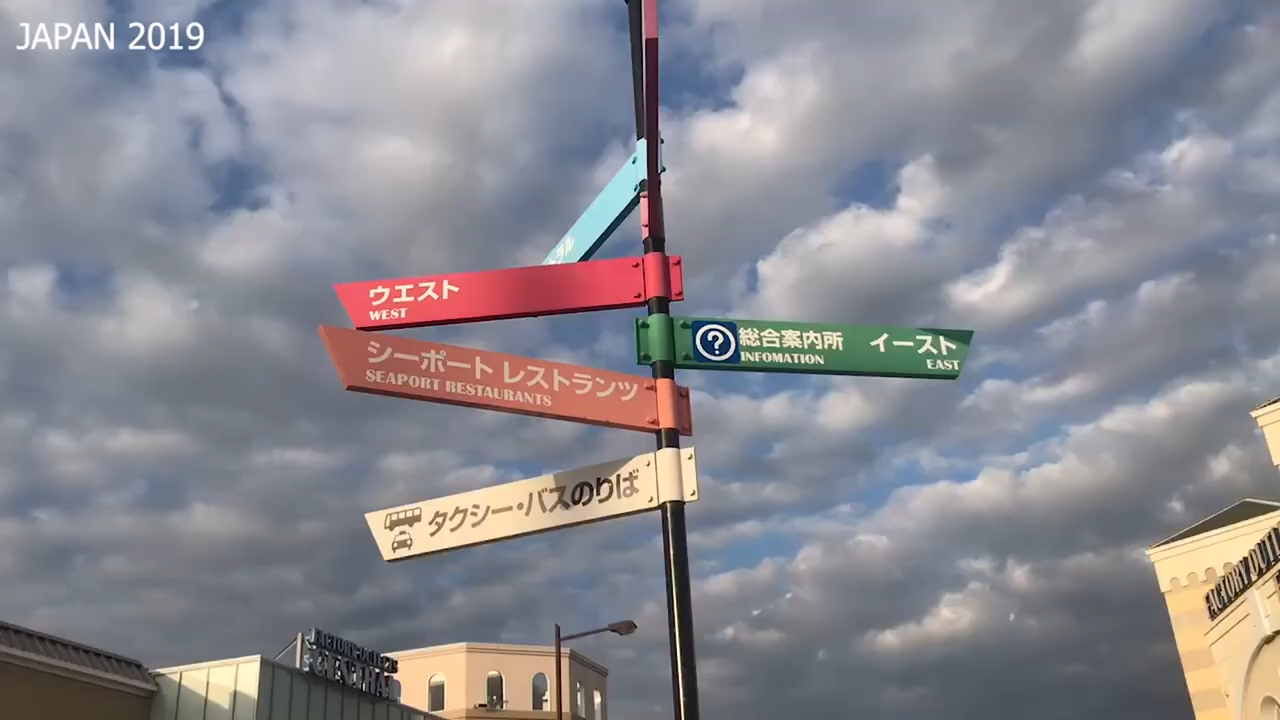 JAPAN 2019
ウエスト
WEST
シーポート レストランツ
SEAPORT RESTAURANTS
?総合案内所 イースト
INFOMATION EAST
タクシー・バスのりば
FACTORY OUTLETS
CENTRAL
FACTORY